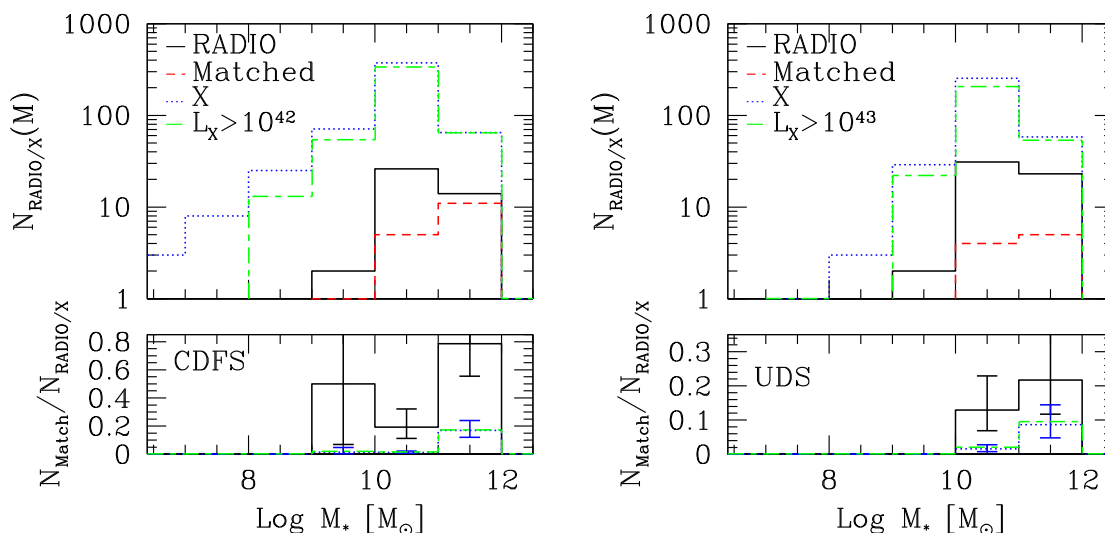 N_RADIO/X(M)
1000
100
10
1
RADIO
Matched
X
L_X>10^42
N_Match/N_RADIO/X
0.8
0.6
0.4
0.2
0
CDFS
8
10
12
Log M_* [M_⊙]
N_RADIO/X(M)
1000
100
10
1
RADIO
Matched
X
L_X>10^43
N_Match/N_RADIO/X
0.3
0.2
0.1
0
UDS
8
10
12
Log M_* [M_⊙]